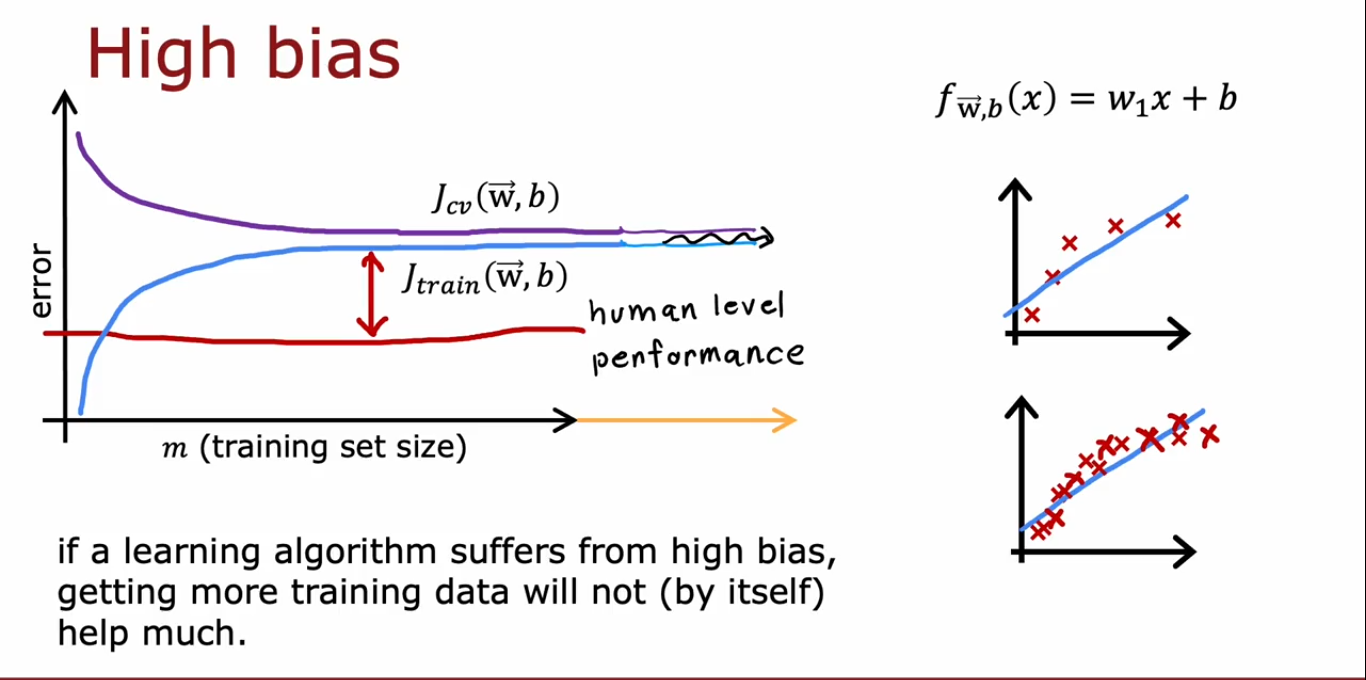 High bias
f_{\vec{w},b}(x) = w_1x + b
J_{cv}(\vec{w}, b)
error
J_{train}(\vec{w}, b)
human level
performance
m (training set size)
if a learning algorithm suffers from high bias,
getting more training data will not (by itself)
help much.